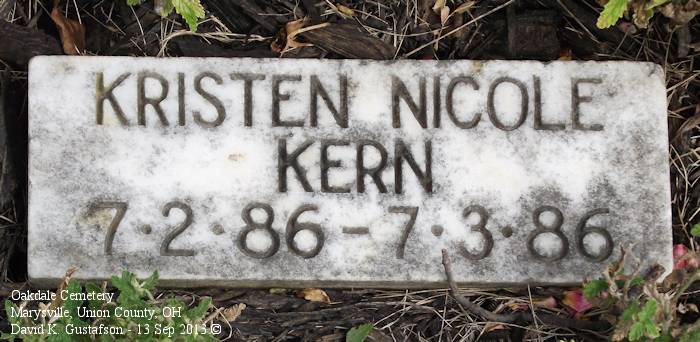 KRISTEN NICOLE
KERN
7·2·86-7·3·86
Oakdale Cemetery
Marysville, Union County, OH
David K. Gustafson - 13 Sep 2013 ©